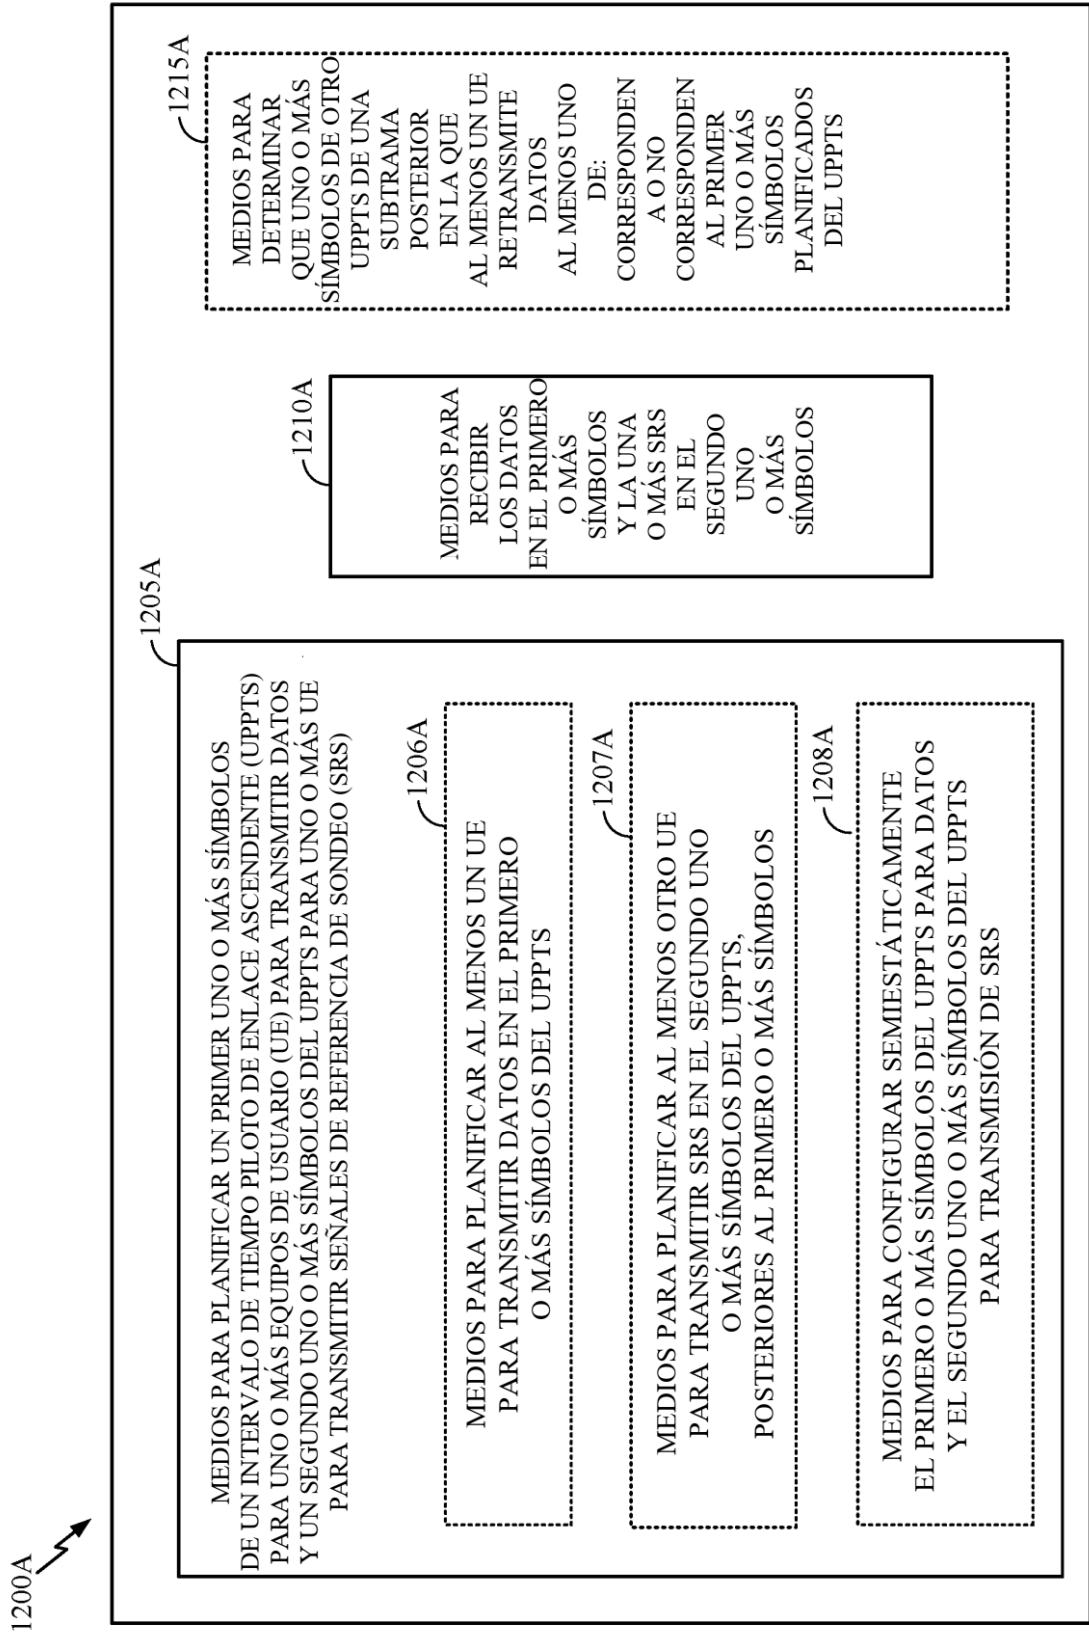 1200A
1205A
MEDIOS PARA PLANIFICAR UN PRIMER UNO O MÁS SÍMBOLOS
DE UN INTERVALO DE TIEMPO PILOTO DE ENLACE ASCENDENTE (UPPTS)
PARA UNO O MÁS EQUIPOS DE USUARIO (UE) PARA TRANSMITIR DATOS
Y UN SEGUNDO UNO O MÁS SÍMBOLOS DEL UPPTS PARA UNO O MÁS UE
PARA TRANSMITIR SEÑALES DE REFERENCIA DE SONDEO (SRS)
1206A
MEDIOS PARA PLANIFICAR AL MENOS UN UE
PARA TRANSMITIR DATOS EN EL PRIMERO
O MÁS SÍMBOLOS DEL UPPTS
1207A
MEDIOS PARA PLANIFICAR AL MENOS OTRO UE
PARA TRANSMITIR SRS EN EL SEGUNDO UNO
O MÁS SÍMBOLOS DEL UPPTS,
POSTERIORES AL PRIMERO O MÁS SÍMBOLOS
1208A
MEDIOS PARA CONFIGURAR SEMIESTÁTICAMENTE
EL PRIMERO O MÁS SÍMBOLOS DEL UPPTS PARA DATOS
Y EL SEGUNDO UNO O MÁS SÍMBOLOS DEL UPPTS
PARA TRANSMISIÓN DE SRS
1210A
MEDIOS PARA
RECIBIR
LOS DATOS
EN EL PRIMERO
O MÁS
SÍMBOLOS
Y LA UNA
O MÁS SRS
EN EL
SEGUNDO
UNO
O MÁS
SÍMBOLOS
1215A
MEDIOS PARA
DETERMINAR
QUE UNO O MÁS
SÍMBOLOS DE OTRO
UPPTS DE UNA
SUBTRAMA
POSTERIOR
EN LA QUE
AL MENOS UN UE
RETRANSMITE
DATOS
AL MENOS UNO
DE:
CORRESPONDEN
A O NO
CORRRESPONDEN
AL PRIMER
UNO O MÁS
SÍMBOLOS
PLANIFICADOS
DEL UPPTS